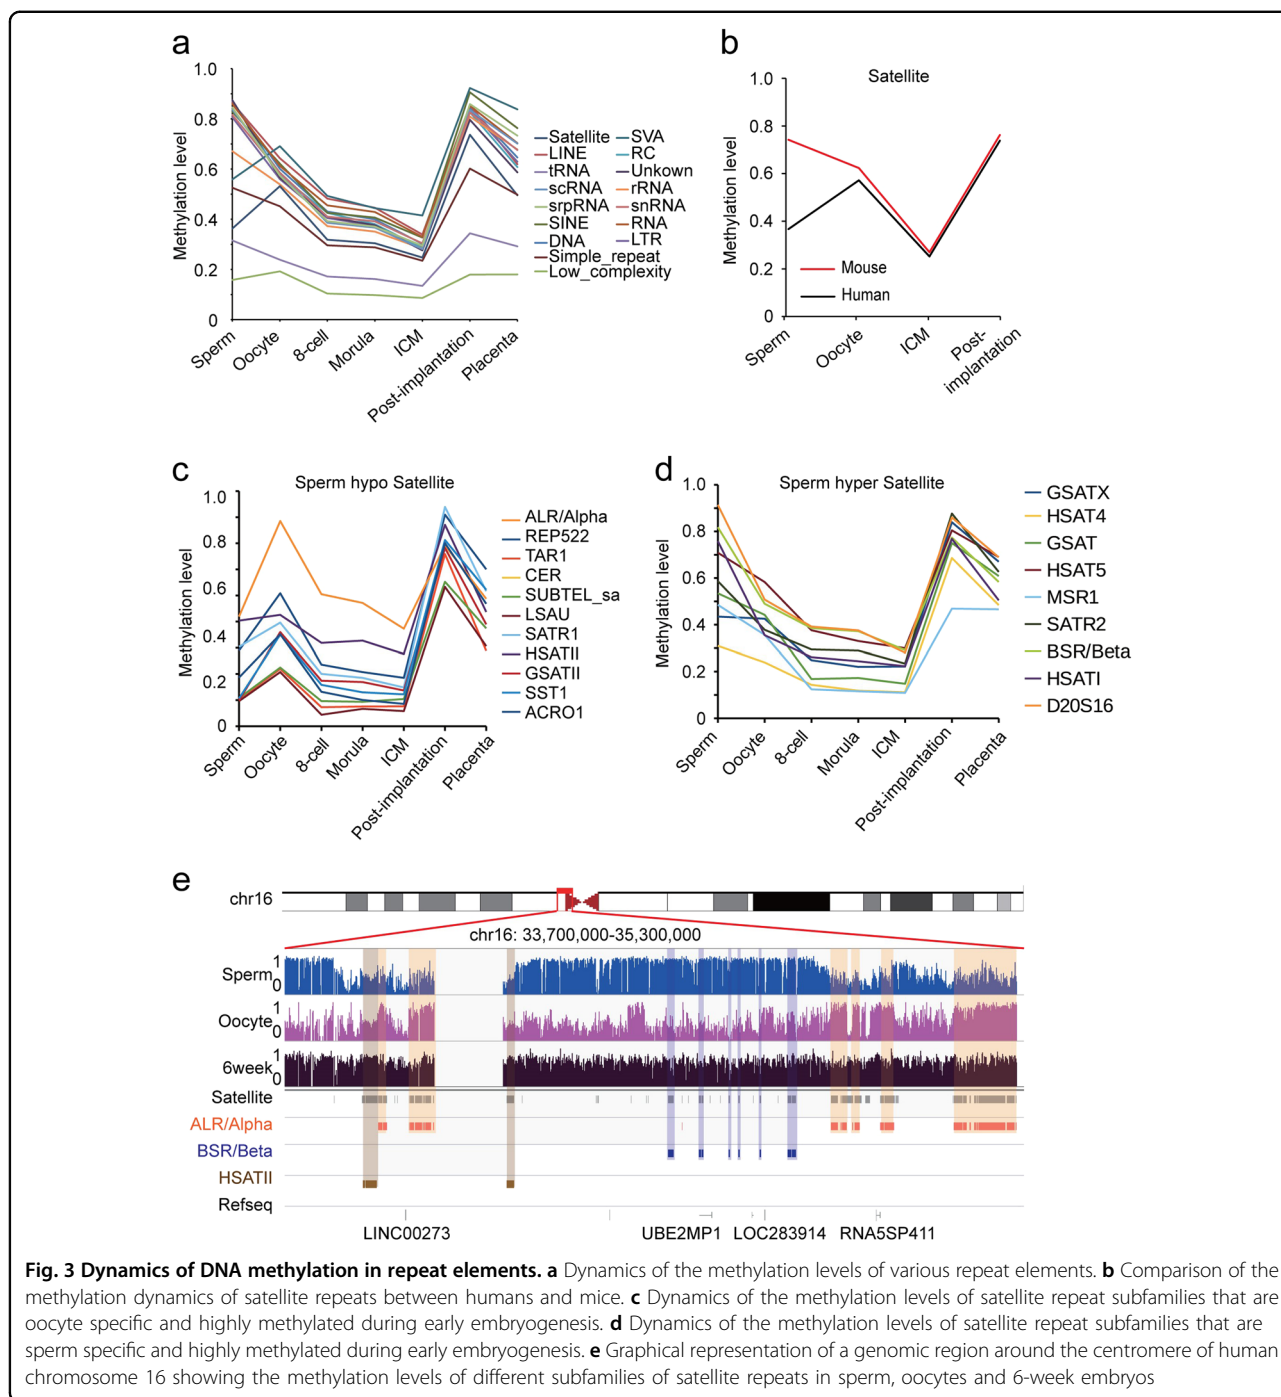 a
1.0
0.8
0.6
0.4
0.2
0
Methylation level
Sperm
Oocyte
8-cell
Morula
ICM
Post-implantation
Placenta
Satellite SVA
LINE RC
tRNA Unkown
scRNA rRNA
srpRNA snRNA
SINE RNA
DNA LTR
Simple_repeat
Low_complexity
b
Satellite
1.0
0.8
0.6
0.4
0.2
0
Methylation level
Mouse
Human
Sperm
Oocyte
ICM
Post-
implantation
c
Sperm hypo Satellite
1.0
0.8
0.6
0.4
0.2
0
Methylation level
Sperm
Oocyte
8-cell
Morula
ICM
Post-implantation
Placenta
ALR/Alpha
REP522
TAR1
CER
SUBTEL_sa
LSAU
SATR1
HSATII
GSATII
SST1
ACRO1
d
Sperm hyper Satellite
1.0
0.8
0.6
0.4
0.2
0
Methylation level
Sperm
Oocyte
8-cell
Morula
ICM
Post-implantation
Placenta
GSATX
HSAT4
GSAT
HSAT5
MSR1
SATR2
BSR/Beta
HSATI
D20S16
e
chr16
chr16: 33,700,000-35,300,000
Sperm 1
0
Oocyte 1
0
6week 1
0
Satellite
ALR/Alpha
BSR/Beta
HSATII
Refseq
LINC00273 UBE2MP1 LOC283914 RNA5SP411
Fig. 3 Dynamics of DNA methylation in repeat elements. a Dynamics of the methylation levels of various repeat elements. b Comparison of the
methylation dynamics of satellite repeats between humans and mice. c Dynamics of the methylation levels of satellite repeat subfamilies that are
oocyte specific and highly methylated during early embryogenesis. d Dynamics of the methylation levels of satellite repeat subfamilies that are
sperm specific and highly methylated during early embryogenesis. e Graphical representation of a genomic region around the centromere of human
chromosome 16 showing the methylation levels of different subfamilies of satellite repeats in sperm, oocytes and 6-week embryos